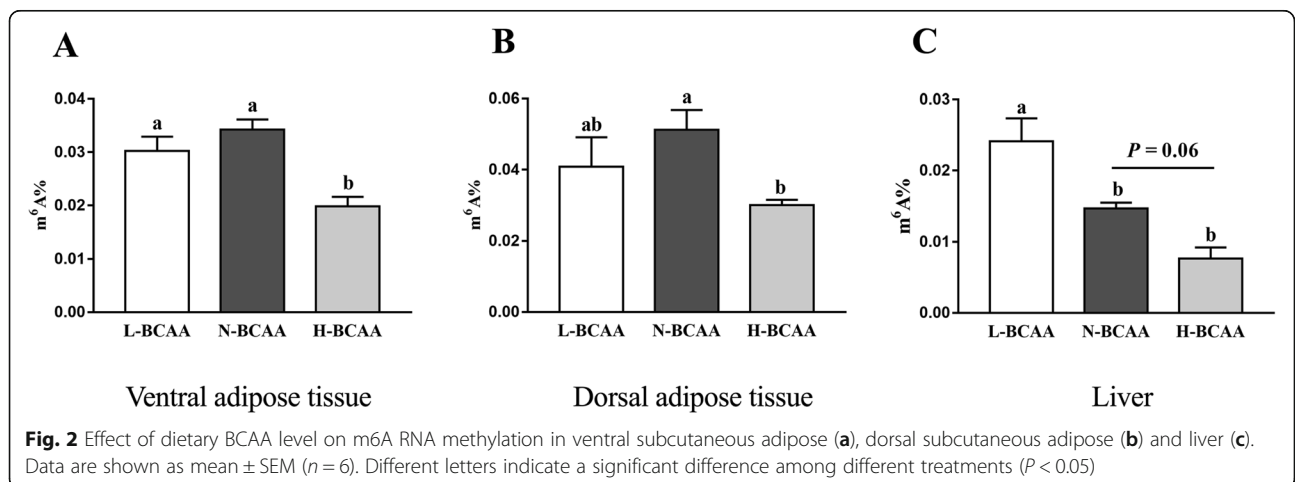 A
B
C
0.04
0.03
0.02
0.01
0.00
m⁶A%
a
a
b
L-BCAA N-BCAA H-BCAA
Ventral adipose tissue
0.06
0.04
0.02
0.00
m⁶A%
ab
a
b
L-BCAA N-BCAA H-BCAA
Dorsal adipose tissue
0.03
0.02
0.01
0.00
m⁶A%
a
P = 0.06
b
b
L-BCAA N-BCAA H-BCAA
Liver
Fig. 2 Effect of dietary BCAA level on m6A RNA methylation in ventral subcutaneous adipose (a), dorsal subcutaneous adipose (b) and liver (c).
Data are shown as mean ± SEM (n = 6). Different letters indicate a significant difference among different treatments (P < 0.05)